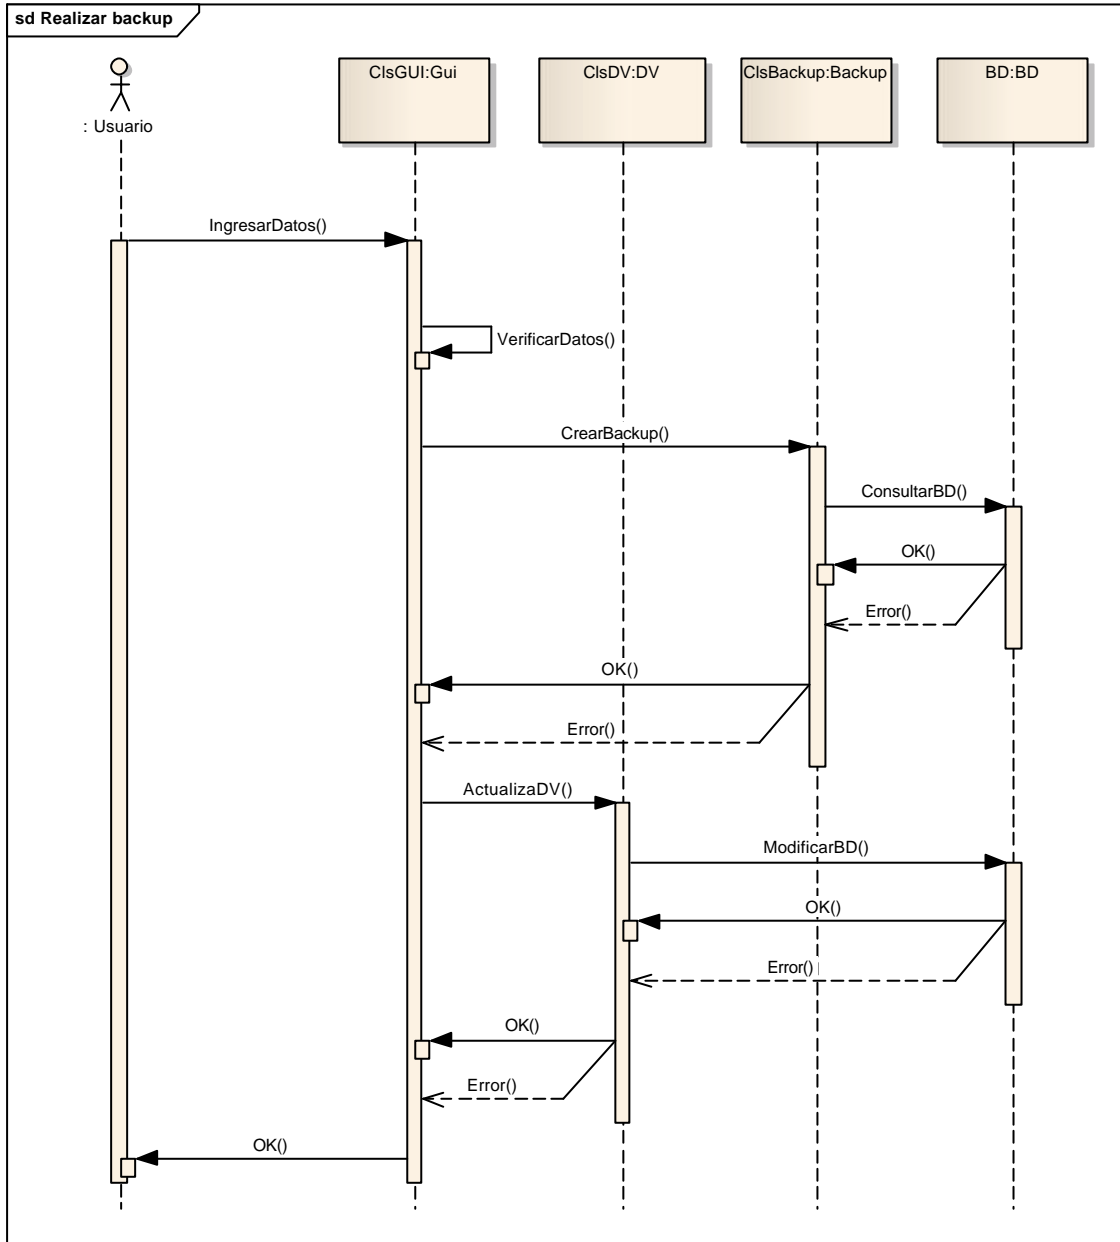 sd Realizar backup
: Usuario
ClsGUI:Gui
ClsDV:DV
ClsBackup:Backup
BD:BD
IngresarDatos()
VerificarDatos()
CrearBackup()
ConsultarBD()
OK()
Error()
OK()
Error()
ActualizaDV()
ModificarBD()
OK()
Error()
OK()
Error()
OK()